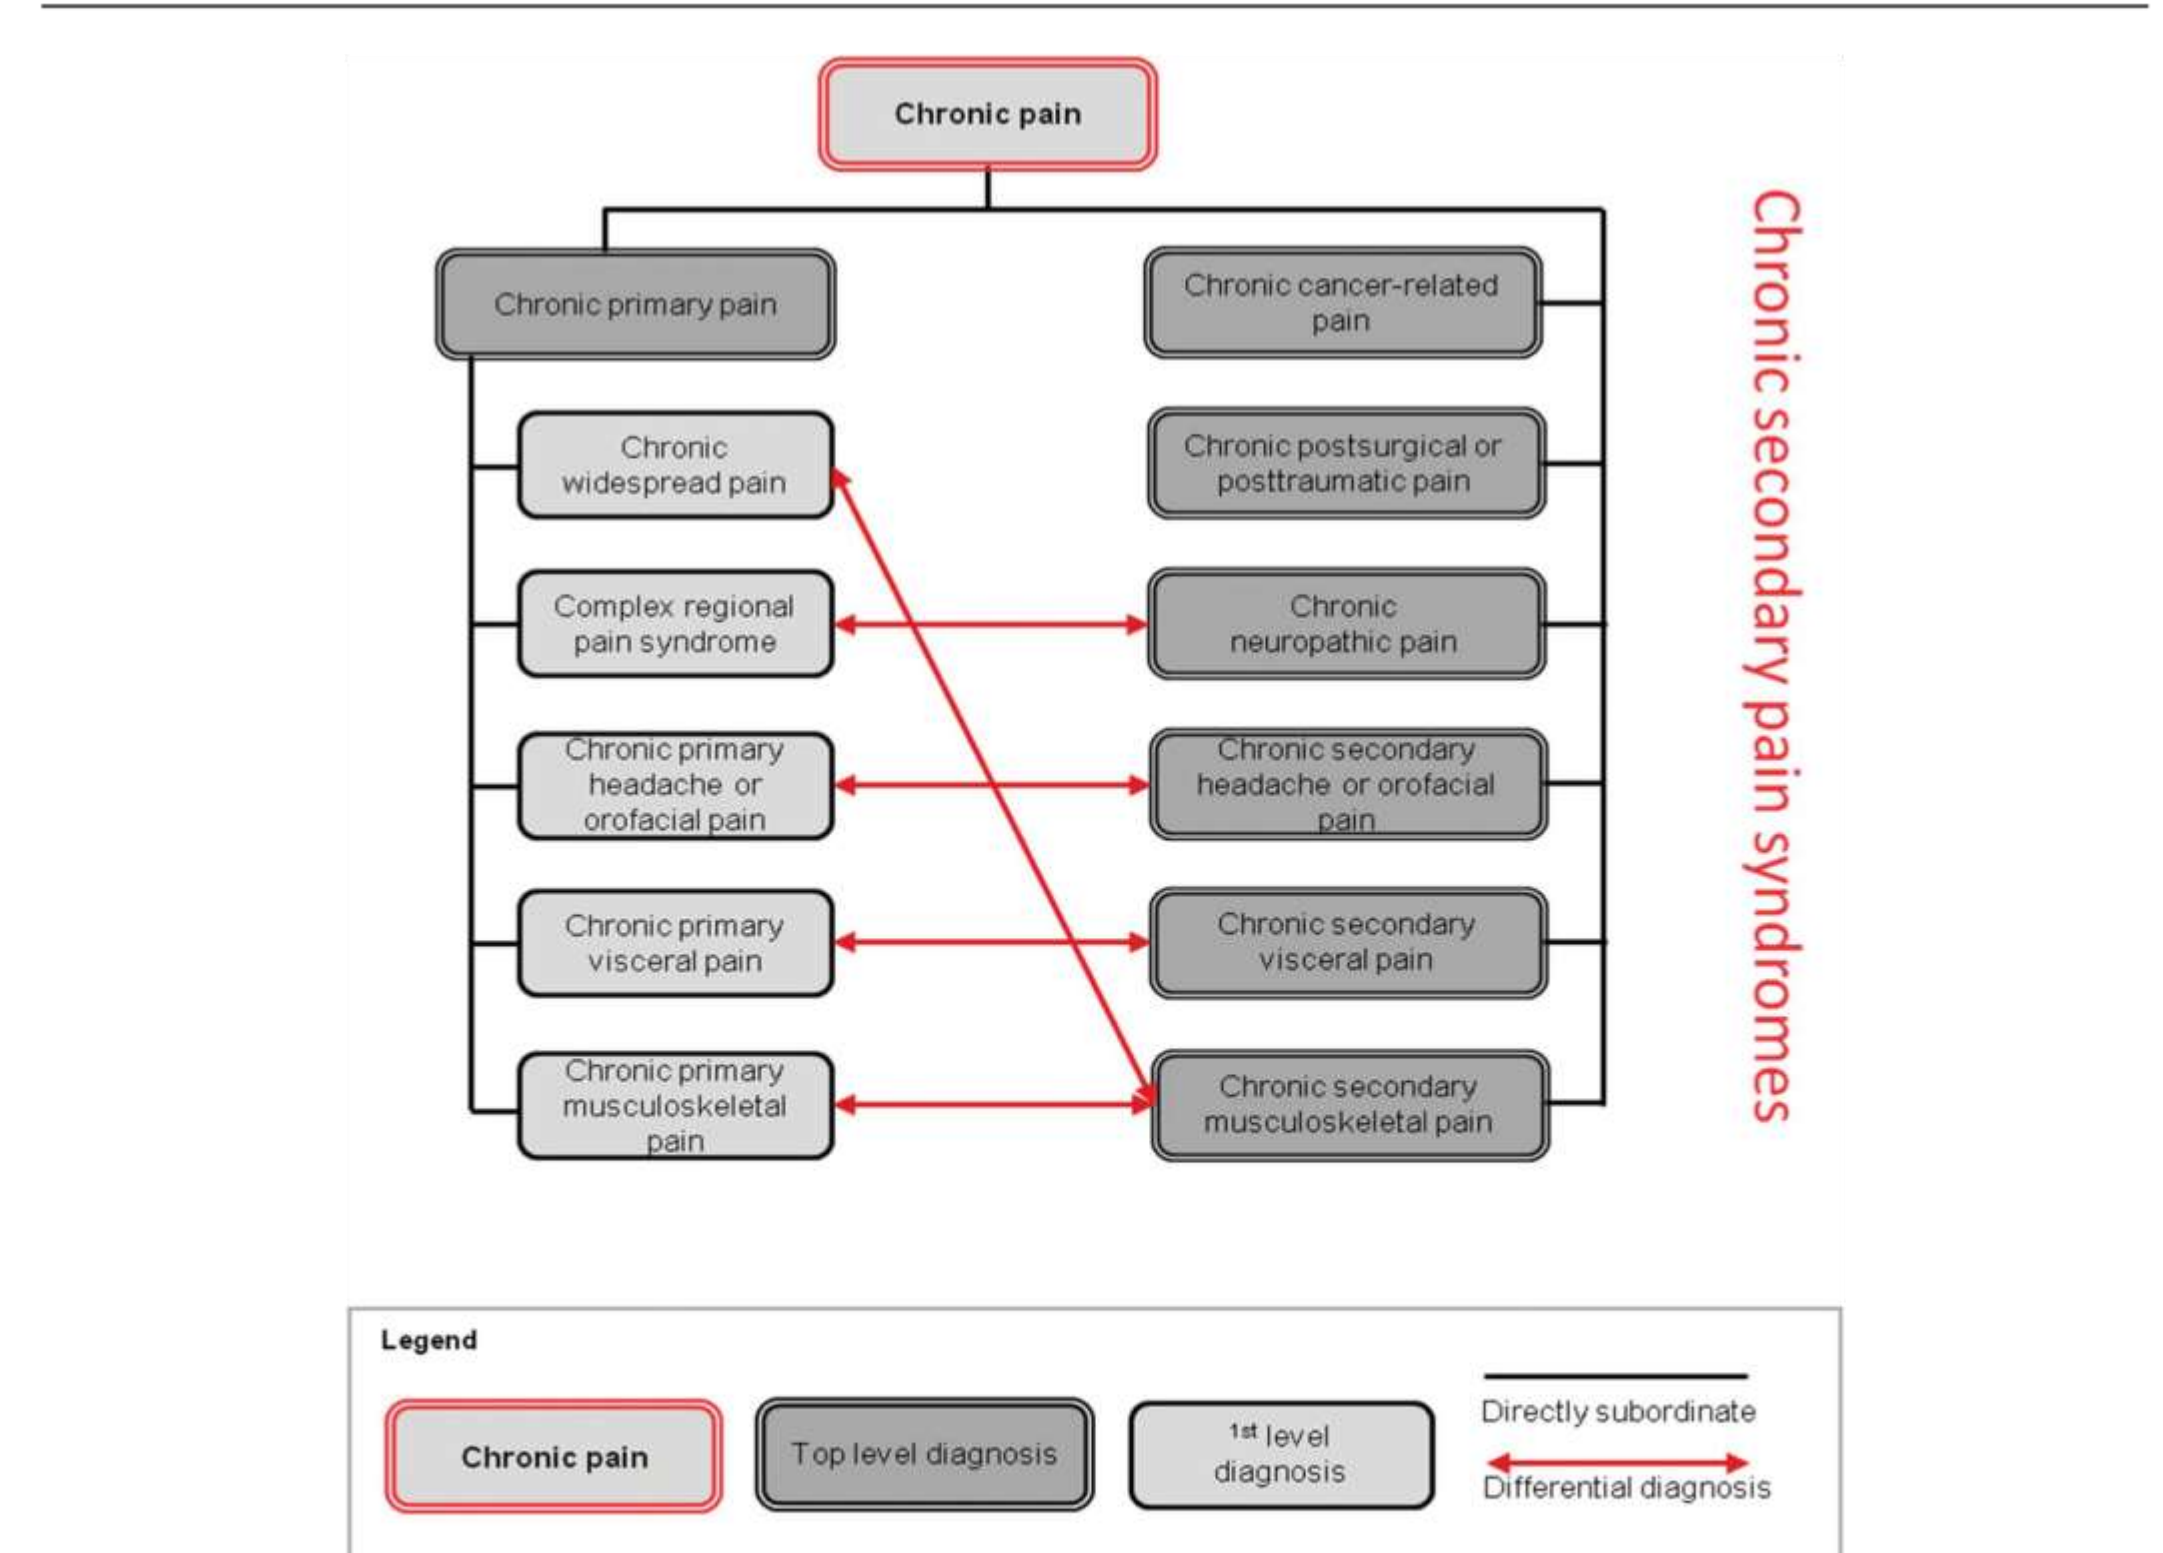 Chronic pain
Chronic primary pain
Chronic
widespread pain
Complex regional
pain syndrome
Chronic primary
headache or
orofacial pain
Chronic primary
visceral pain
Chronic primary
musculoskeletal
pain
Chronic cancer-related
pain
Chronic postsurgical or
posttraumatic pain
Chronic
neuropathic pain
Chronic secondary
headache or orofacial
pain
Chronic secondary
visceral pain
Chronic secondary
musculoskeletal pain
Chronic secondary pain syndromes
Legend
Chronic pain
Top level diagnosis
1st level
diagnosis
Directly subordinate
Differential diagnosis